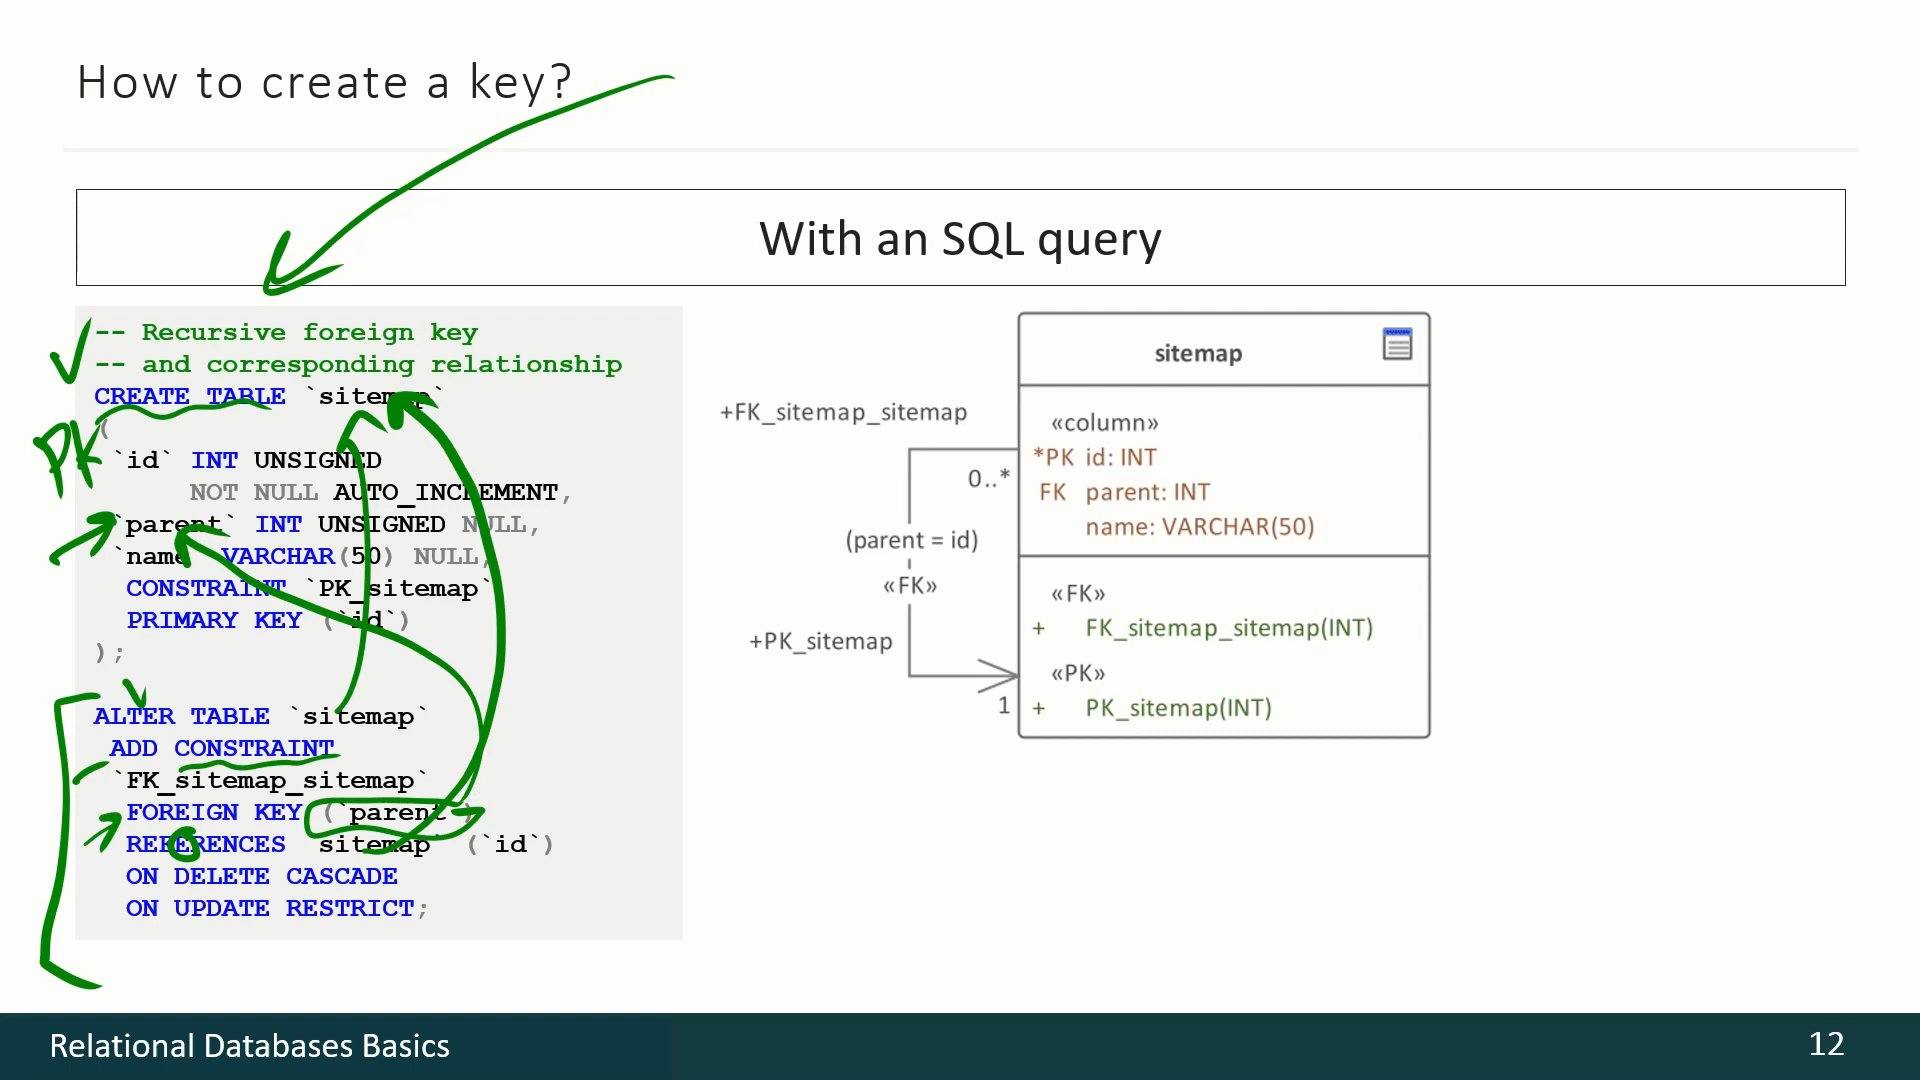 How to create a key?
With an SQL query
-- Recursive foreign key
-- and corresponding relationship
CREATE TABLE `sitemap`
(
`id` INT UNSIGNED
NOT NULL AUTO_INCREMENT,
`parent` INT UNSIGNED NULL,
`name` VARCHAR(50) NULL,
CONSTRAINT `PK_sitemap`
PRIMARY KEY (`id`)
);
ALTER TABLE `sitemap`
ADD CONSTRAINT
`FK_sitemap_sitemap`
FOREIGN KEY (`parent`)
REFERENCES `sitemap` (`id`)
ON DELETE CASCADE
ON UPDATE RESTRICT;
PK
+FK_sitemap_sitemap
0..*
(parent = id)
«FK»
+PK_sitemap
1
sitemap
«column»
*PK id: INT
FK parent: INT
name: VARCHAR(50)
«FK»
+ FK_sitemap_sitemap(INT)
«PK»
+ PK_sitemap(INT)
Relational Databases Basics
12